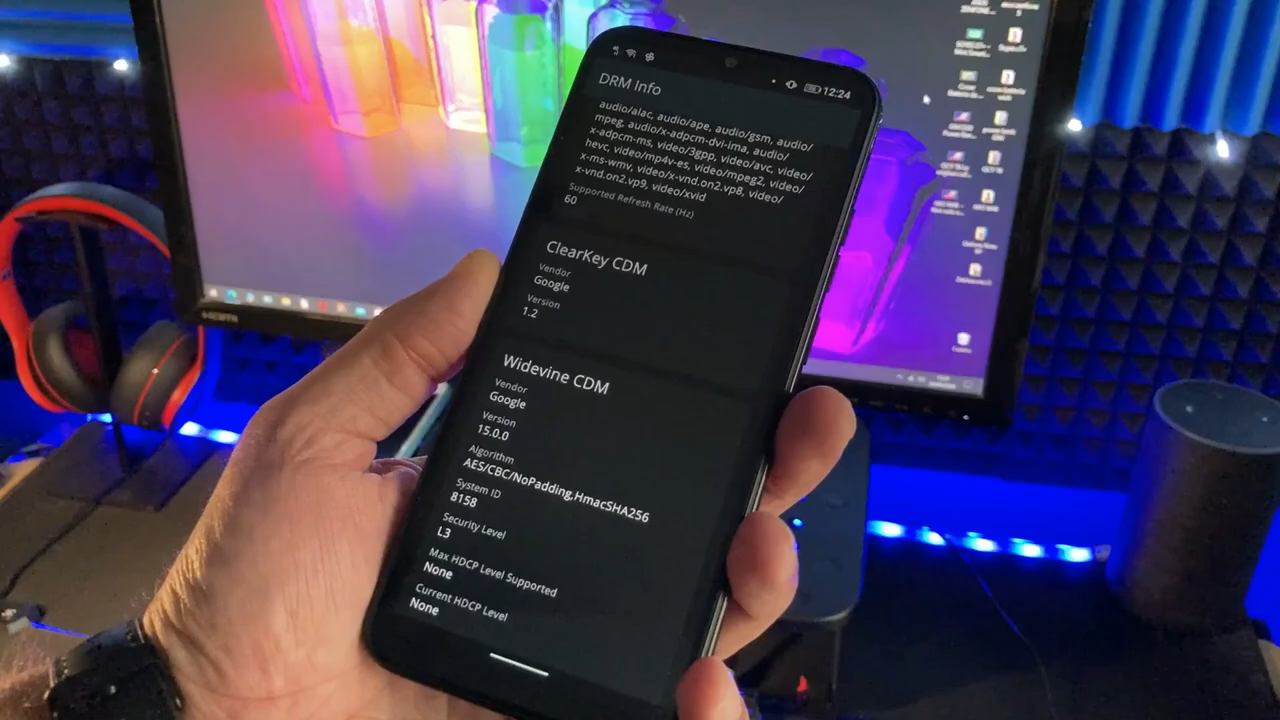 12:24
DRM Info
audio/alac, audio/ape, audio/gsm, audio/
mpeg, audio/x-adpcm-dvi-ima, audio/
x-adpcm-ms, video/3gpp, video/avc, video/
hevc, video/mp4v-es, video/mpeg2, video/
x-ms-wmv, video/x-vnd.on2.vp8, video/
x-vnd.on2.vp9, video/xvid
Supported Refresh Rate (Hz)
60
ClearKey CDM
Vendor
Google
Version
1.2
Widevine CDM
Vendor
Google
Version
15.0.0
Algorithm
AES/CBC/NoPadding,HmacSHA256
System ID
8158
Security Level
L3
Max HDCP Level Supported
None
Current HDCP Level
None